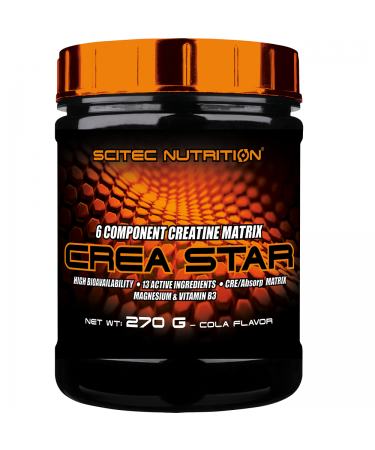 SCITEC NUTRITION®
6 COMPONENT CREATINE MATRIX
CREA STAR
HIGH BIOAVAILABILITY • 13 ACTIVE INGREDIENTS • CRE/Absorp MATRIX
MAGNESIUM & VITAMIN B3
NET WT: 270 G - COLA FLAVOR